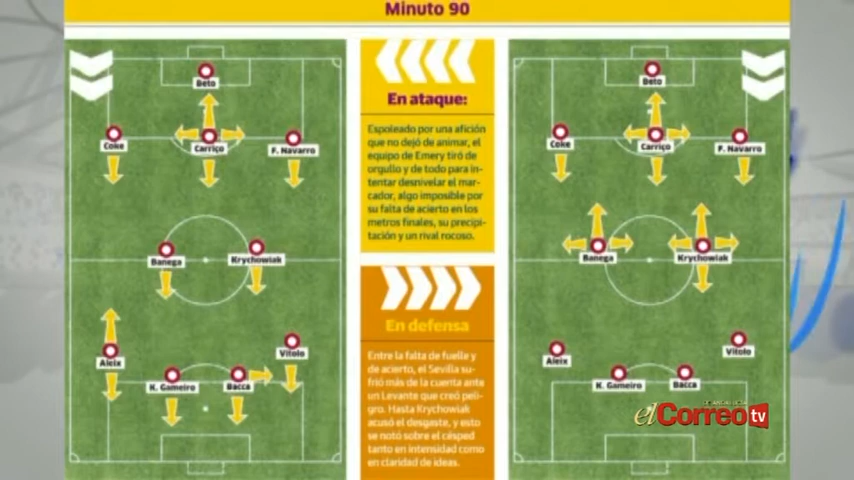 Minuto 90
Beto
Coke
Carriço
F. Navarro
Banega
Krychowiak
Aleix
K. Gameiro
Bacca
Vitolo
En ataque:
Espoleado por una afición
que no dejó de animar, el
equipo de Emery tiró de
orgullo y de todo para in-
tentar desnivelar el mar-
cador, algo imposible por
su falta de acierto en los
metros finales, su precipi-
tación y un rival rocoso.
En defensa
Entre la falta de fuelle y
de acierto, el Sevilla su-
frió más de la cuenta ante
un Levante que creó peli-
gro. Hasta Krychowiak
acusó el desgaste, y esto
se notó sobre el césped
tanto en intensidad como
en claridad de ideas.
Beto
Coke
Carriço
F. Navarro
Banega
Krychowiak
Aleix
K. Gameiro
Bacca
Vitolo
DE ANDALUCÍA
elCorreo tv